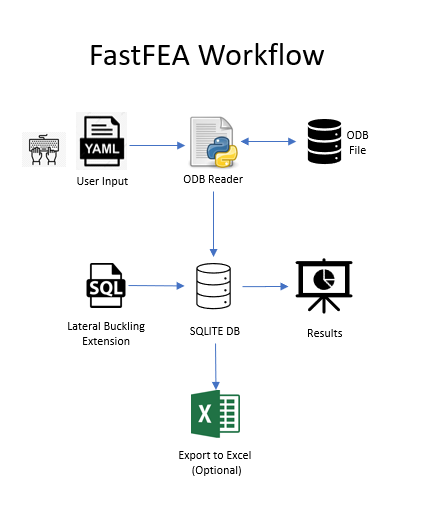 FastFEA Workflow
YAML
User Input
ODB Reader
ODB
File
SQL
Lateral Buckling
Extension
SQLITE DB
Results
X
Export to Excel
(Optional)